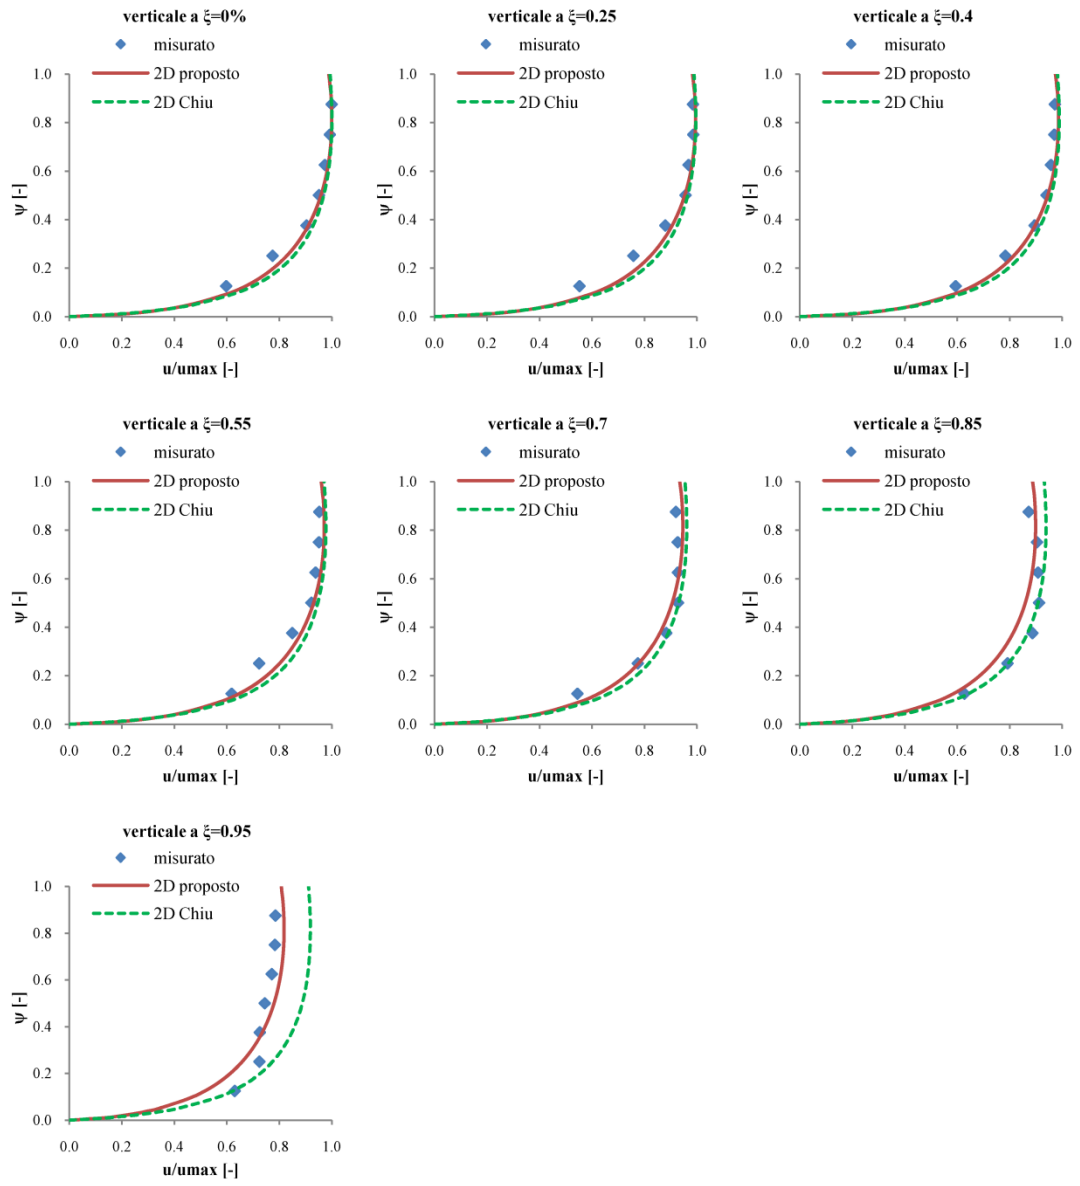 verticale a ξ=0%
misurato
2D proposto
2D Chiu
1.0
0.8
0.6
0.4
0.2
0.0
ψ [-]
0.0 0.2 0.4 0.6 0.8 1.0
u/umax [-]
verticale a ξ=0.25
misurato
2D proposto
2D Chiu
1.0
0.8
0.6
0.4
0.2
0.0
ψ [-]
0.0 0.2 0.4 0.6 0.8 1.0
u/umax [-]
verticale a ξ=0.4
misurato
2D proposto
2D Chiu
1.0
0.8
0.6
0.4
0.2
0.0
ψ [-]
0.0 0.2 0.4 0.6 0.8 1.0
u/umax [-]
verticale a ξ=0.55
misurato
2D proposto
2D Chiu
1.0
0.8
0.6
0.4
0.2
0.0
ψ [-]
0.0 0.2 0.4 0.6 0.8 1.0
u/umax [-]
verticale a ξ=0.7
misurato
2D proposto
2D Chiu
1.0
0.8
0.6
0.4
0.2
0.0
ψ [-]
0.0 0.2 0.4 0.6 0.8 1.0
u/umax [-]
verticale a ξ=0.85
misurato
2D proposto
2D Chiu
1.0
0.8
0.6
0.4
0.2
0.0
ψ [-]
0.0 0.2 0.4 0.6 0.8 1.0
u/umax [-]
verticale a ξ=0.95
misurato
2D proposto
2D Chiu
1.0
0.8
0.6
0.4
0.2
0.0
ψ [-]
0.0 0.2 0.4 0.6 0.8 1.0
u/umax [-]